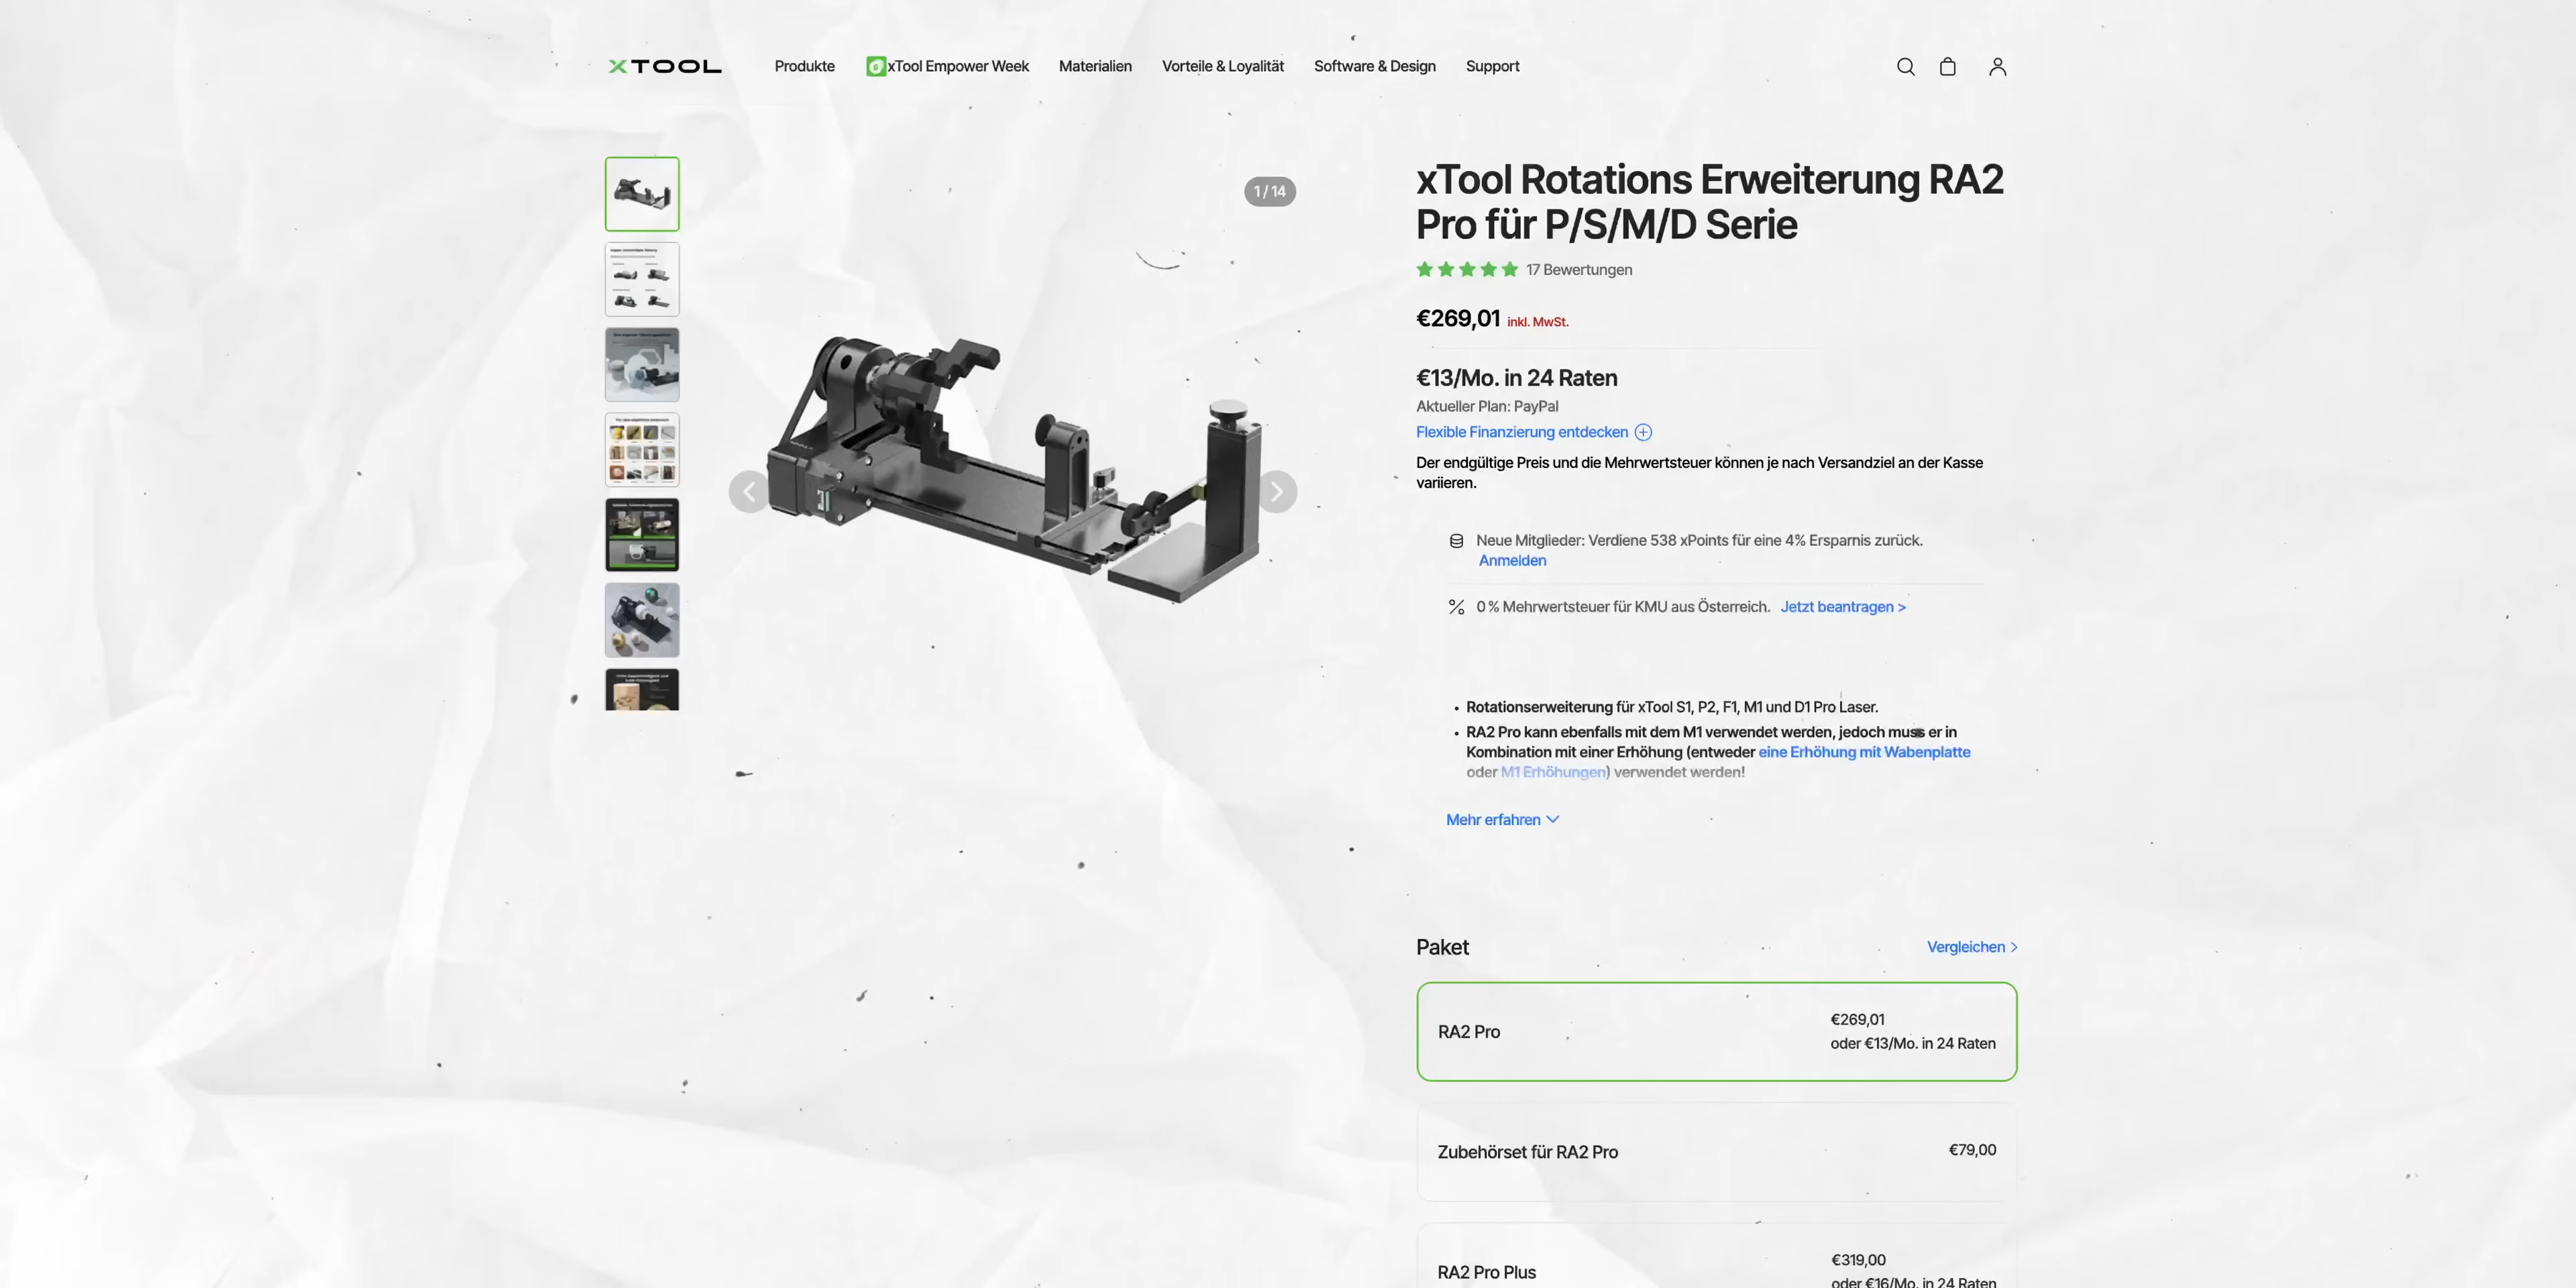 XTOOL
Produkte
xTool Empower Week
Materialien
Vorteile & Loyalität
Software & Design
Support
1 / 14
xTool Rotations Erweiterung RA2
Pro für P/S/M/D Serie
17 Bewertungen
€269,01 inkl. MwSt.
€13/Mo. in 24 Raten
Aktueller Plan: PayPal
Flexible Finanzierung entdecken
Der endgültige Preis und die Mehrwertsteuer können je nach Versandziel an der Kasse
variieren.
Neue Mitglieder: Verdiene 538 xPoints für eine 4% Ersparnis zurück.
Anmelden
0 % Mehrwertsteuer für KMU aus Österreich. Jetzt beantragen >
• Rotationserweiterung für xTool S1, P2, F1, M1 und D1 Pro Laser.
• RA2 Pro kann ebenfalls mit dem M1 verwendet werden, jedoch muss er in
Kombination mit einer Erhöhung (entweder eine Erhöhung mit Wabenplatte
oder M1 Erhöhungen) verwendet werden!
Mehr erfahren
Paket
Vergleichen >
RA2 Pro
€269,01
oder €13/Mo. in 24 Raten
Zubehörset für RA2 Pro
€79,00
RA2 Pro Plus
€319,00
oder €16/Mo. in 24 Raten